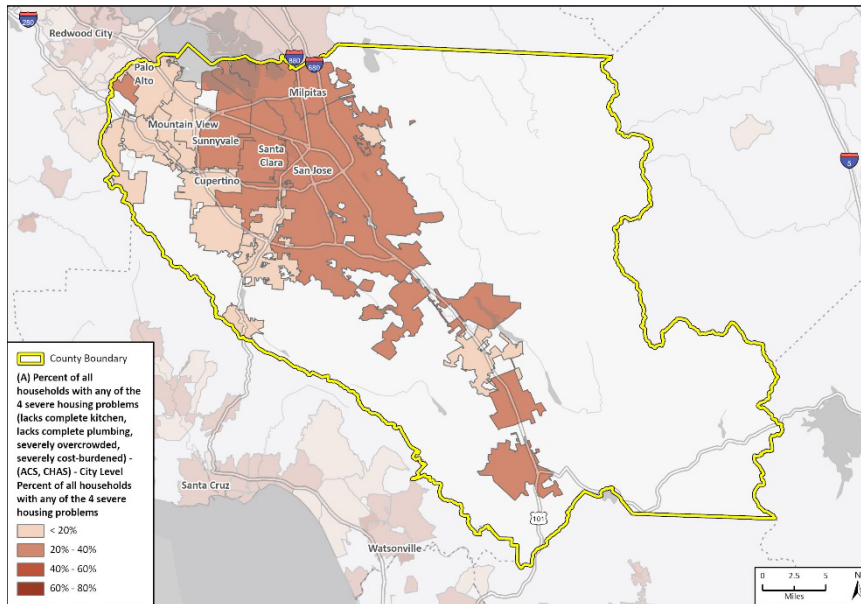 280
Redwood City
Palo
Alto
880
680
Milpitas
Mountain View
Sunnyvale
Santa
Clara
San Jose
Cupertino
5
County Boundary
(A) Percent of all
households with any of the
4 severe housing problems
(lacks complete kitchen,
lacks complete plumbing,
severely overcrowded,
severely cost-burdened) -
(ACS, CHAS) - City Level
Percent of all households
with any of the 4 severe
housing problems
< 20%
20% - 40%
40% - 60%
60% - 80%
Santa Cruz
101
Watsonville
0 2.5 5
Miles
N